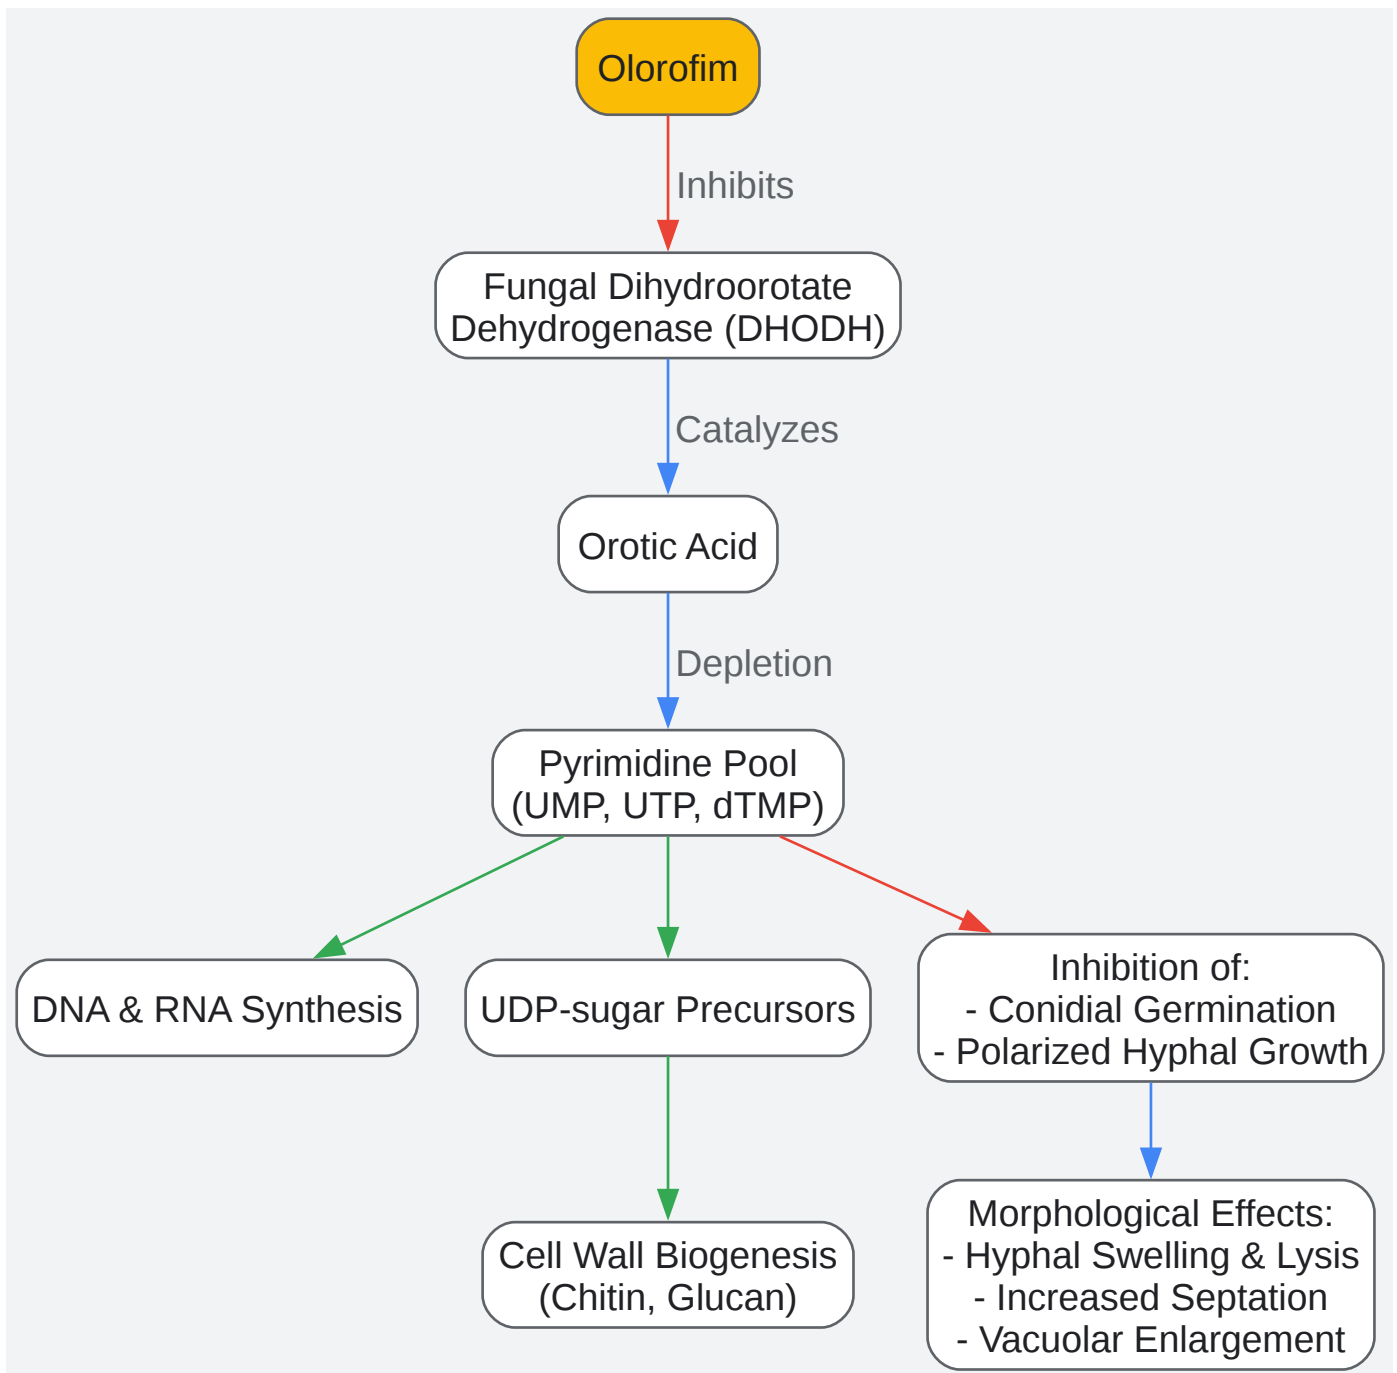 Olorofim
Inhibits
Fungal Dihydroorotate
Dehydrogenase (DHODH)
Catalyzes
Orotic Acid
Depletion
Pyrimidine Pool
(UMP, UTP, dTMP)
DNA & RNA Synthesis
UDP-sugar Precursors
Inhibition of:
- Conidial Germination
- Polarized Hyphal Growth
Cell Wall Biogenesis
(Chitin, Glucan)
Morphological Effects:
- Hyphal Swelling & Lysis
- Increased Septation
- Vacuolar Enlargement